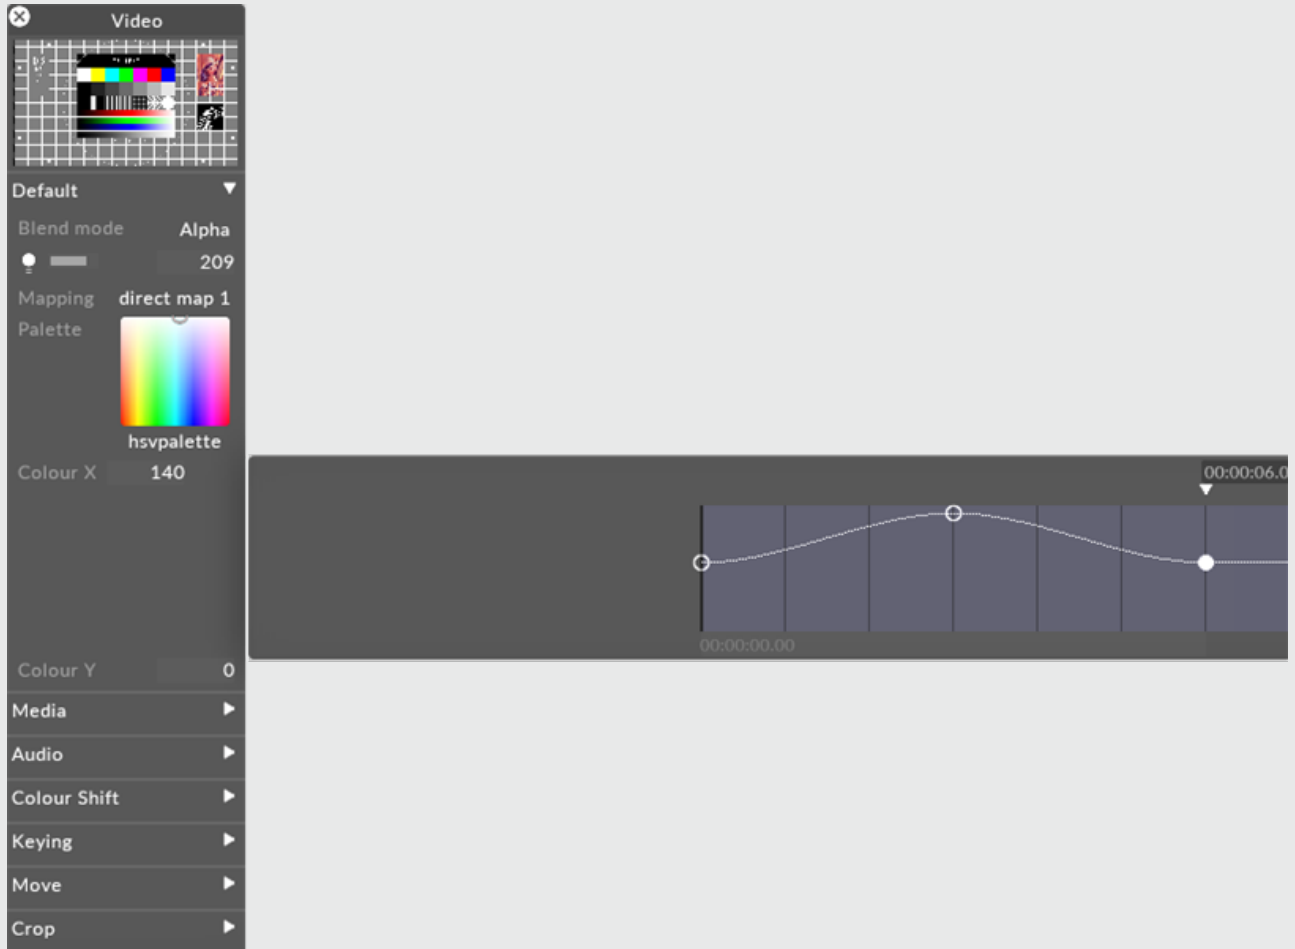 Video
Default
Blend mode Alpha
209
Mapping direct map 1
Palette
hsvpalette
Colour X 140
00:00:06.0
00:00:00.00
Colour Y 0
Media
Audio
Colour Shift
Keying
Move
Crop